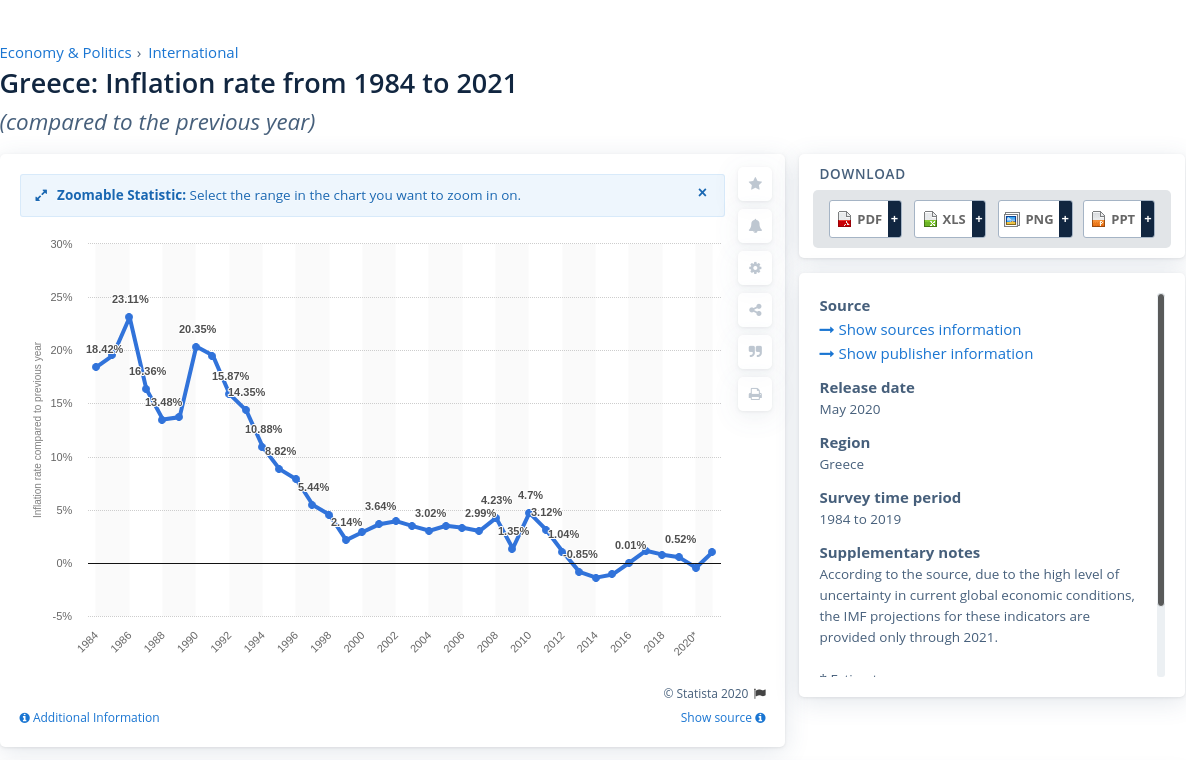 Economy & Politics › International
Greece: Inflation rate from 1984 to 2021
(compared to the previous year)
Zoomable Statistic: Select the range in the chart you want to zoom in on. ×
30%
25%
20%
15%
10%
5%
0%
-5%
Inflation rate compared to previous year
18.42%
23.11%
16.36%
13.48%
20.35%
15.87%
14.35%
10.88%
8.82%
5.44%
2.14%
3.64%
3.02%
2.99%
4.23%
1.35%
4.7%
3.12%
1.04%
-0.85%
0.01%
0.52%
1984
1986
1988
1990
1992
1994
1996
1998
2000
2002
2004
2006
2008
2010
2012
2014
2016
2018
2020*
© Statista 2020
Additional Information
Show source
DOWNLOAD
PDF +
XLS +
PNG +
PPT +
Source
Show sources information
Show publisher information
Release date
May 2020
Region
Greece
Survey time period
1984 to 2019
Supplementary notes
According to the source, due to the high level of
uncertainty in current global economic conditions,
the IMF projections for these indicators are
provided only through 2021.